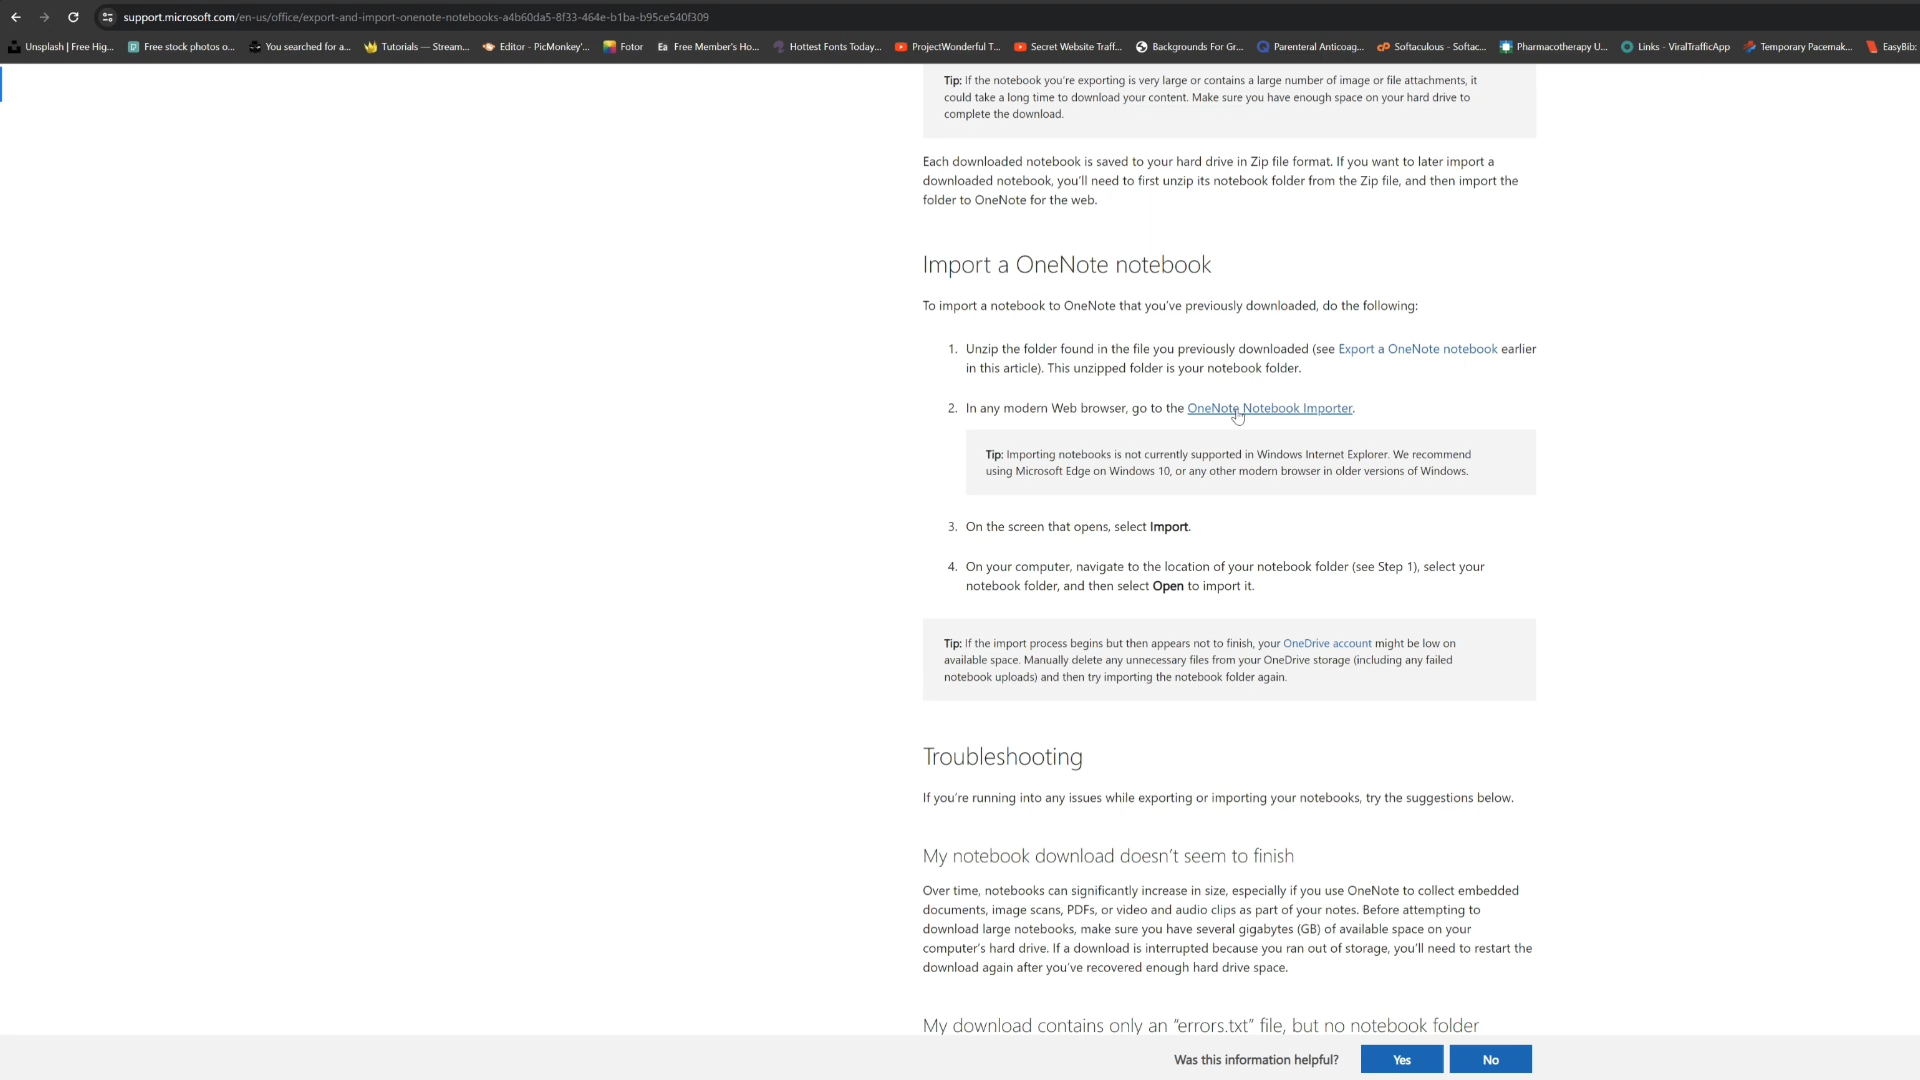 support.microsoft.com/en-us/office/export-and-import-onenote-notebooks-a4b60da5-8f33-464e-b1ba-b95ce540f309
Unsplash | Free Hig... Free stock photos o... You searched for a... Tutorials — Stream... Editor - PicMonkey'... Fotor Ea Free Member's Ho... Hottest Fonts Today... ProjectWonderful T... Secret Website Traff... Backgrounds For Gr... Parenteral Anticoag... cP Softaculous - Softac... Pharmacotherapy U... Links - ViralTrafficApp Temporary Pacemak... EasyBib:
Tip: If the notebook you're exporting is very large or contains a large number of image or file attachments, it
could take a long time to download your content. Make sure you have enough space on your hard drive to
complete the download.
Each downloaded notebook is saved to your hard drive in Zip file format. If you want to later import a
downloaded notebook, you'll need to first unzip its notebook folder from the Zip file, and then import the
folder to OneNote for the web.
Import a OneNote notebook
To import a notebook to OneNote that you've previously downloaded, do the following:
1. Unzip the folder found in the file you previously downloaded (see Export a OneNote notebook earlier
in this article). This unzipped folder is your notebook folder.
2. In any modern Web browser, go to the OneNote Notebook Importer.
Tip: Importing notebooks is not currently supported in Windows Internet Explorer. We recommend
using Microsoft Edge on Windows 10, or any other modern browser in older versions of Windows.
3. On the screen that opens, select Import.
4. On your computer, navigate to the location of your notebook folder (see Step 1), select your
notebook folder, and then select Open to import it.
Tip: If the import process begins but then appears not to finish, your OneDrive account might be low on
available space. Manually delete any unnecessary files from your OneDrive storage (including any failed
notebook uploads) and then try importing the notebook folder again.
Troubleshooting
If you're running into any issues while exporting or importing your notebooks, try the suggestions below.
My notebook download doesn't seem to finish
Over time, notebooks can significantly increase in size, especially if you use OneNote to collect embedded
documents, image scans, PDFs, or video and audio clips as part of your notes. Before attempting to
download large notebooks, make sure you have several gigabytes (GB) of available space on your
computer's hard drive. If a download is interrupted because you ran out of storage, you'll need to restart the
download again after you've recovered enough hard drive space.
My download contains only an "errors.txt" file, but no notebook folder
Was this information helpful? Yes No